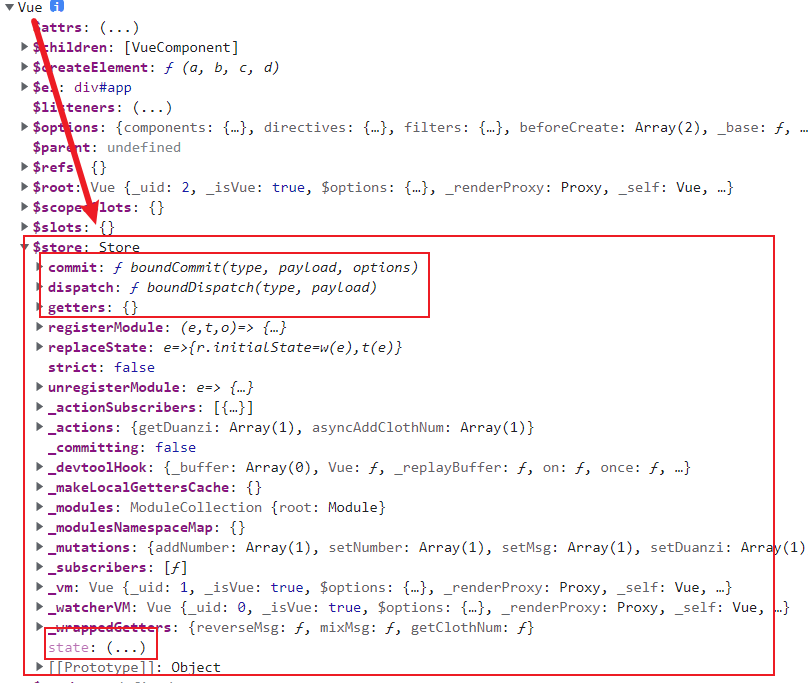 Vue i
$attrs: (...)
$children: [VueComponent]
$createElement: ƒ (a, b, c, d)
$el: div#app
$listeners: (...)
$options: {components: {…}, directives: {…}, filters: {…}, beforeCreate: Array(2), _base: ƒ, …
$parent: undefined
$refs: {}
$root: Vue {_uid: 2, _isVue: true, $options: {…}, _renderProxy: Proxy, _self: Vue, …}
$scopedSlots: {}
$slots: {}
$store: Store
commit: ƒ boundCommit(type, payload, options)
dispatch: ƒ boundDispatch(type, payload)
getters: {}
registerModule: (e,t,o)=> {…}
replaceState: e=>{r.initialState=w(e),t(e)}
strict: false
unregisterModule: e=> {…}
_actionSubscribers: [{…}]
_actions: {getDuanzi: Array(1), asyncAddClothNum: Array(1)}
_committing: false
_devtoolHook: {_buffer: Array(0), Vue: ƒ, _replayBuffer: ƒ, on: ƒ, once: ƒ, …}
_makeLocalGettersCache: {}
_modules: ModuleCollection {root: Module}
_modulesNamespaceMap: {}
_mutations: {addNumber: Array(1), setNumber: Array(1), setMsg: Array(1), setDuanzi: Array(1)
_subscribers: [ƒ]
_vm: Vue {_uid: 1, _isVue: true, $options: {…}, _renderProxy: Proxy, _self: Vue, …}
_watcherVM: Vue {_uid: 0, _isVue: true, $options: {…}, _renderProxy: Proxy, _self: Vue, …}
_wrappedGetters: {reverseMsg: ƒ, mixMsg: ƒ, getClothNum: ƒ}
state: (...)
[[Prototype]]: Object